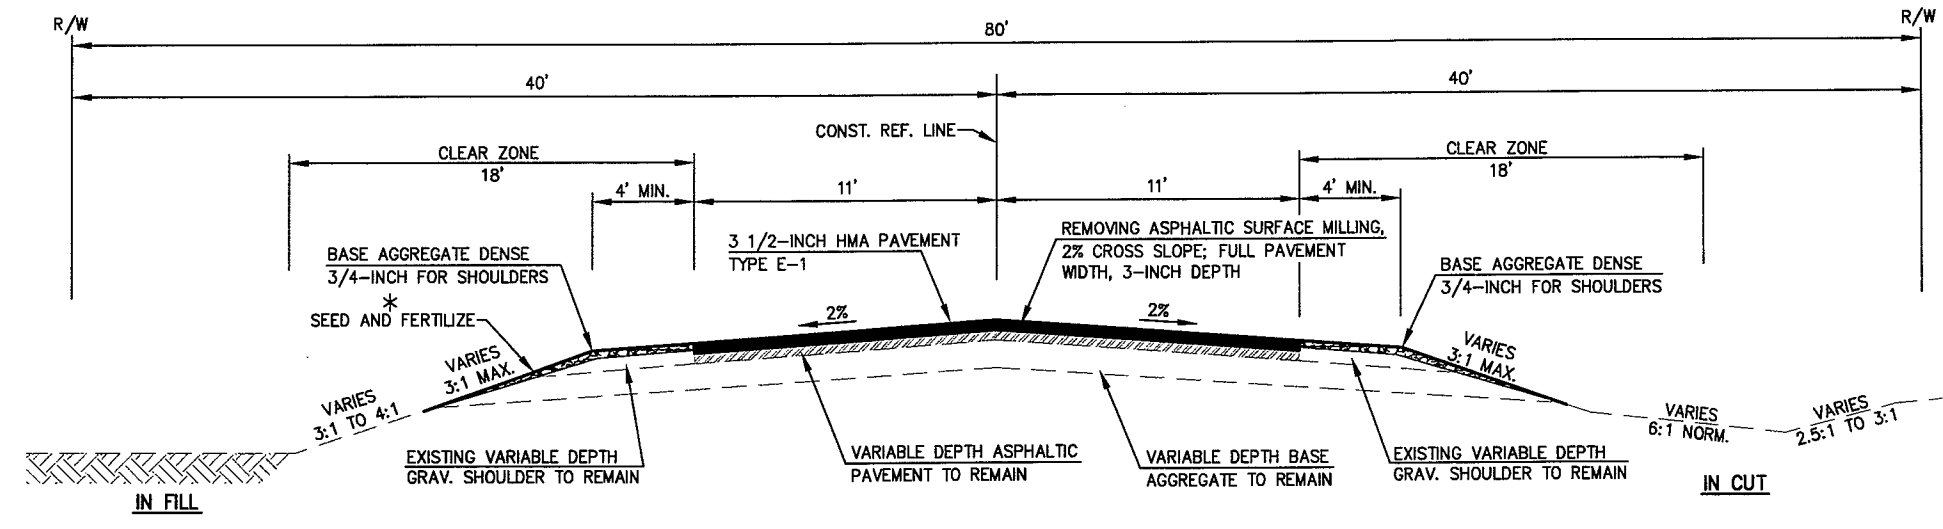 R/W
R/W
80'
40'
40'
CONST. REF. LINE
CLEAR ZONE
18'
CLEAR ZONE
18'
4' MIN.
11'
11'
4' MIN.
BASE AGGREGATE DENSE
3/4-INCH FOR SHOULDERS
*
SEED AND FERTILIZE
3 1/2-INCH HMA PAVEMENT
TYPE E-1
REMOVING ASPHALTIC SURFACE MILLING,
2% CROSS SLOPE; FULL PAVEMENT
WIDTH, 3-INCH DEPTH
BASE AGGREGATE DENSE
3/4-INCH FOR SHOULDERS
2%
2%
VARIES
3:1 MAX.
VARIES
3:1 MAX.
VARIES
3:1 TO 4:1
VARIES
6:1 NORM.
VARIES
2.5:1 TO 3:1
EXISTING VARIABLE DEPTH
GRAV. SHOULDER TO REMAIN
VARIABLE DEPTH ASPHALTIC
PAVEMENT TO REMAIN
VARIABLE DEPTH BASE
AGGREGATE TO REMAIN
EXISTING VARIABLE DEPTH
GRAV. SHOULDER TO REMAIN
IN FILL
IN CUT